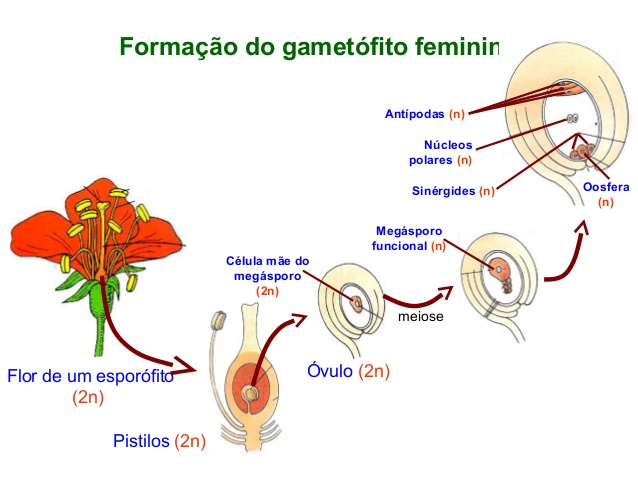 Formação do gametófito feminin
Antípodas (n)
Núcleos
polares (n)
Sinérgides (n)
Oosfera
(n)
Megásporo
funcional (n)
Célula mãe do
megásporo
(2n)
meiose
Óvulo (2n)
Flor de um esporófito
(2n)
Pistilos (2n)